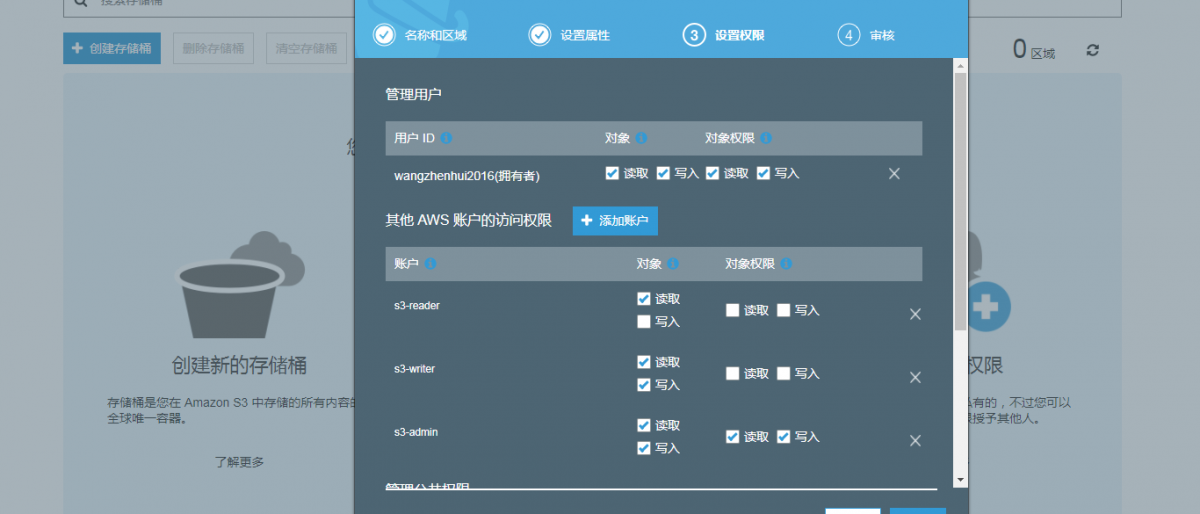 搜索存储桶
名称和区域 设置属性 3 设置权限 4 审核
+ 创建存储桶 删除存储桶 清空存储桶 0 区域
管理用户
用户 ID 对象 对象权限
wangzhenhui2016(拥有者) 读取 写入 读取 写入
您
其他 AWS 账户的访问权限 + 添加账户
账户 对象 对象权限
s3-reader 读取 写入 读取 写入
s3-writer 读取 写入 读取 写入
s3-admin 读取 写入 读取 写入
管理公共权限
创建新的存储桶
存储桶是您在 Amazon S3 中存储的所有内容的
全球唯一容器。
了解更多
权限
有的，不过您可以
授予其他人。